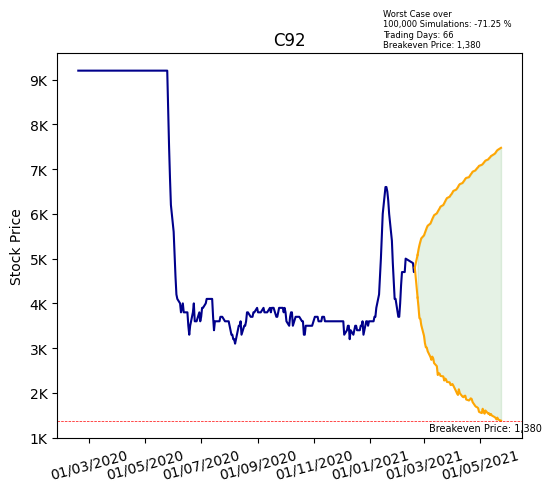 Worst Case over
100,000 Simulations: -71.25 %
Trading Days: 66
Breakeven Price: 1,380
C92
9K
8K
7K
6K
5K
4K
3K
2K
1K
Stock Price
Breakeven Price: 1,380
01/03/2020
01/05/2020
01/07/2020
01/09/2020
01/11/2020
01/01/2021
01/03/2021
01/05/2021